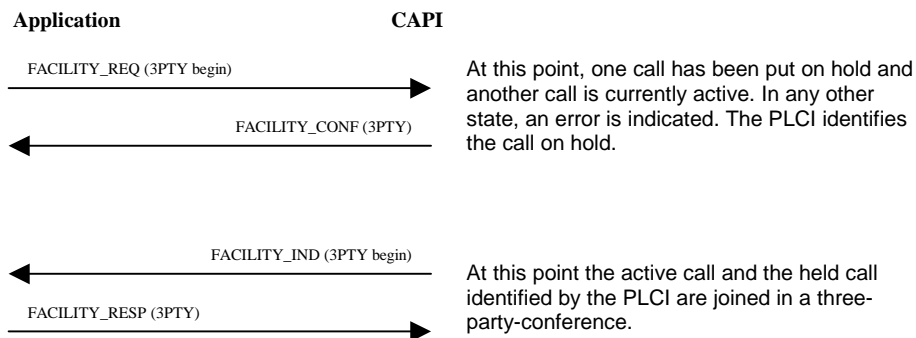 Application CAPI
FACILITY_REQ (3PTY begin)
At this point, one call has been put on hold and
another call is currently active. In any other
state, an error is indicated. The PLCI identifies
the call on hold.
FACILITY_CONF (3PTY)
FACILITY_IND (3PTY begin)
At this point the active call and the held call
identified by the PLCI are joined in a three-
party-conference.
FACILITY_RESP (3PTY)